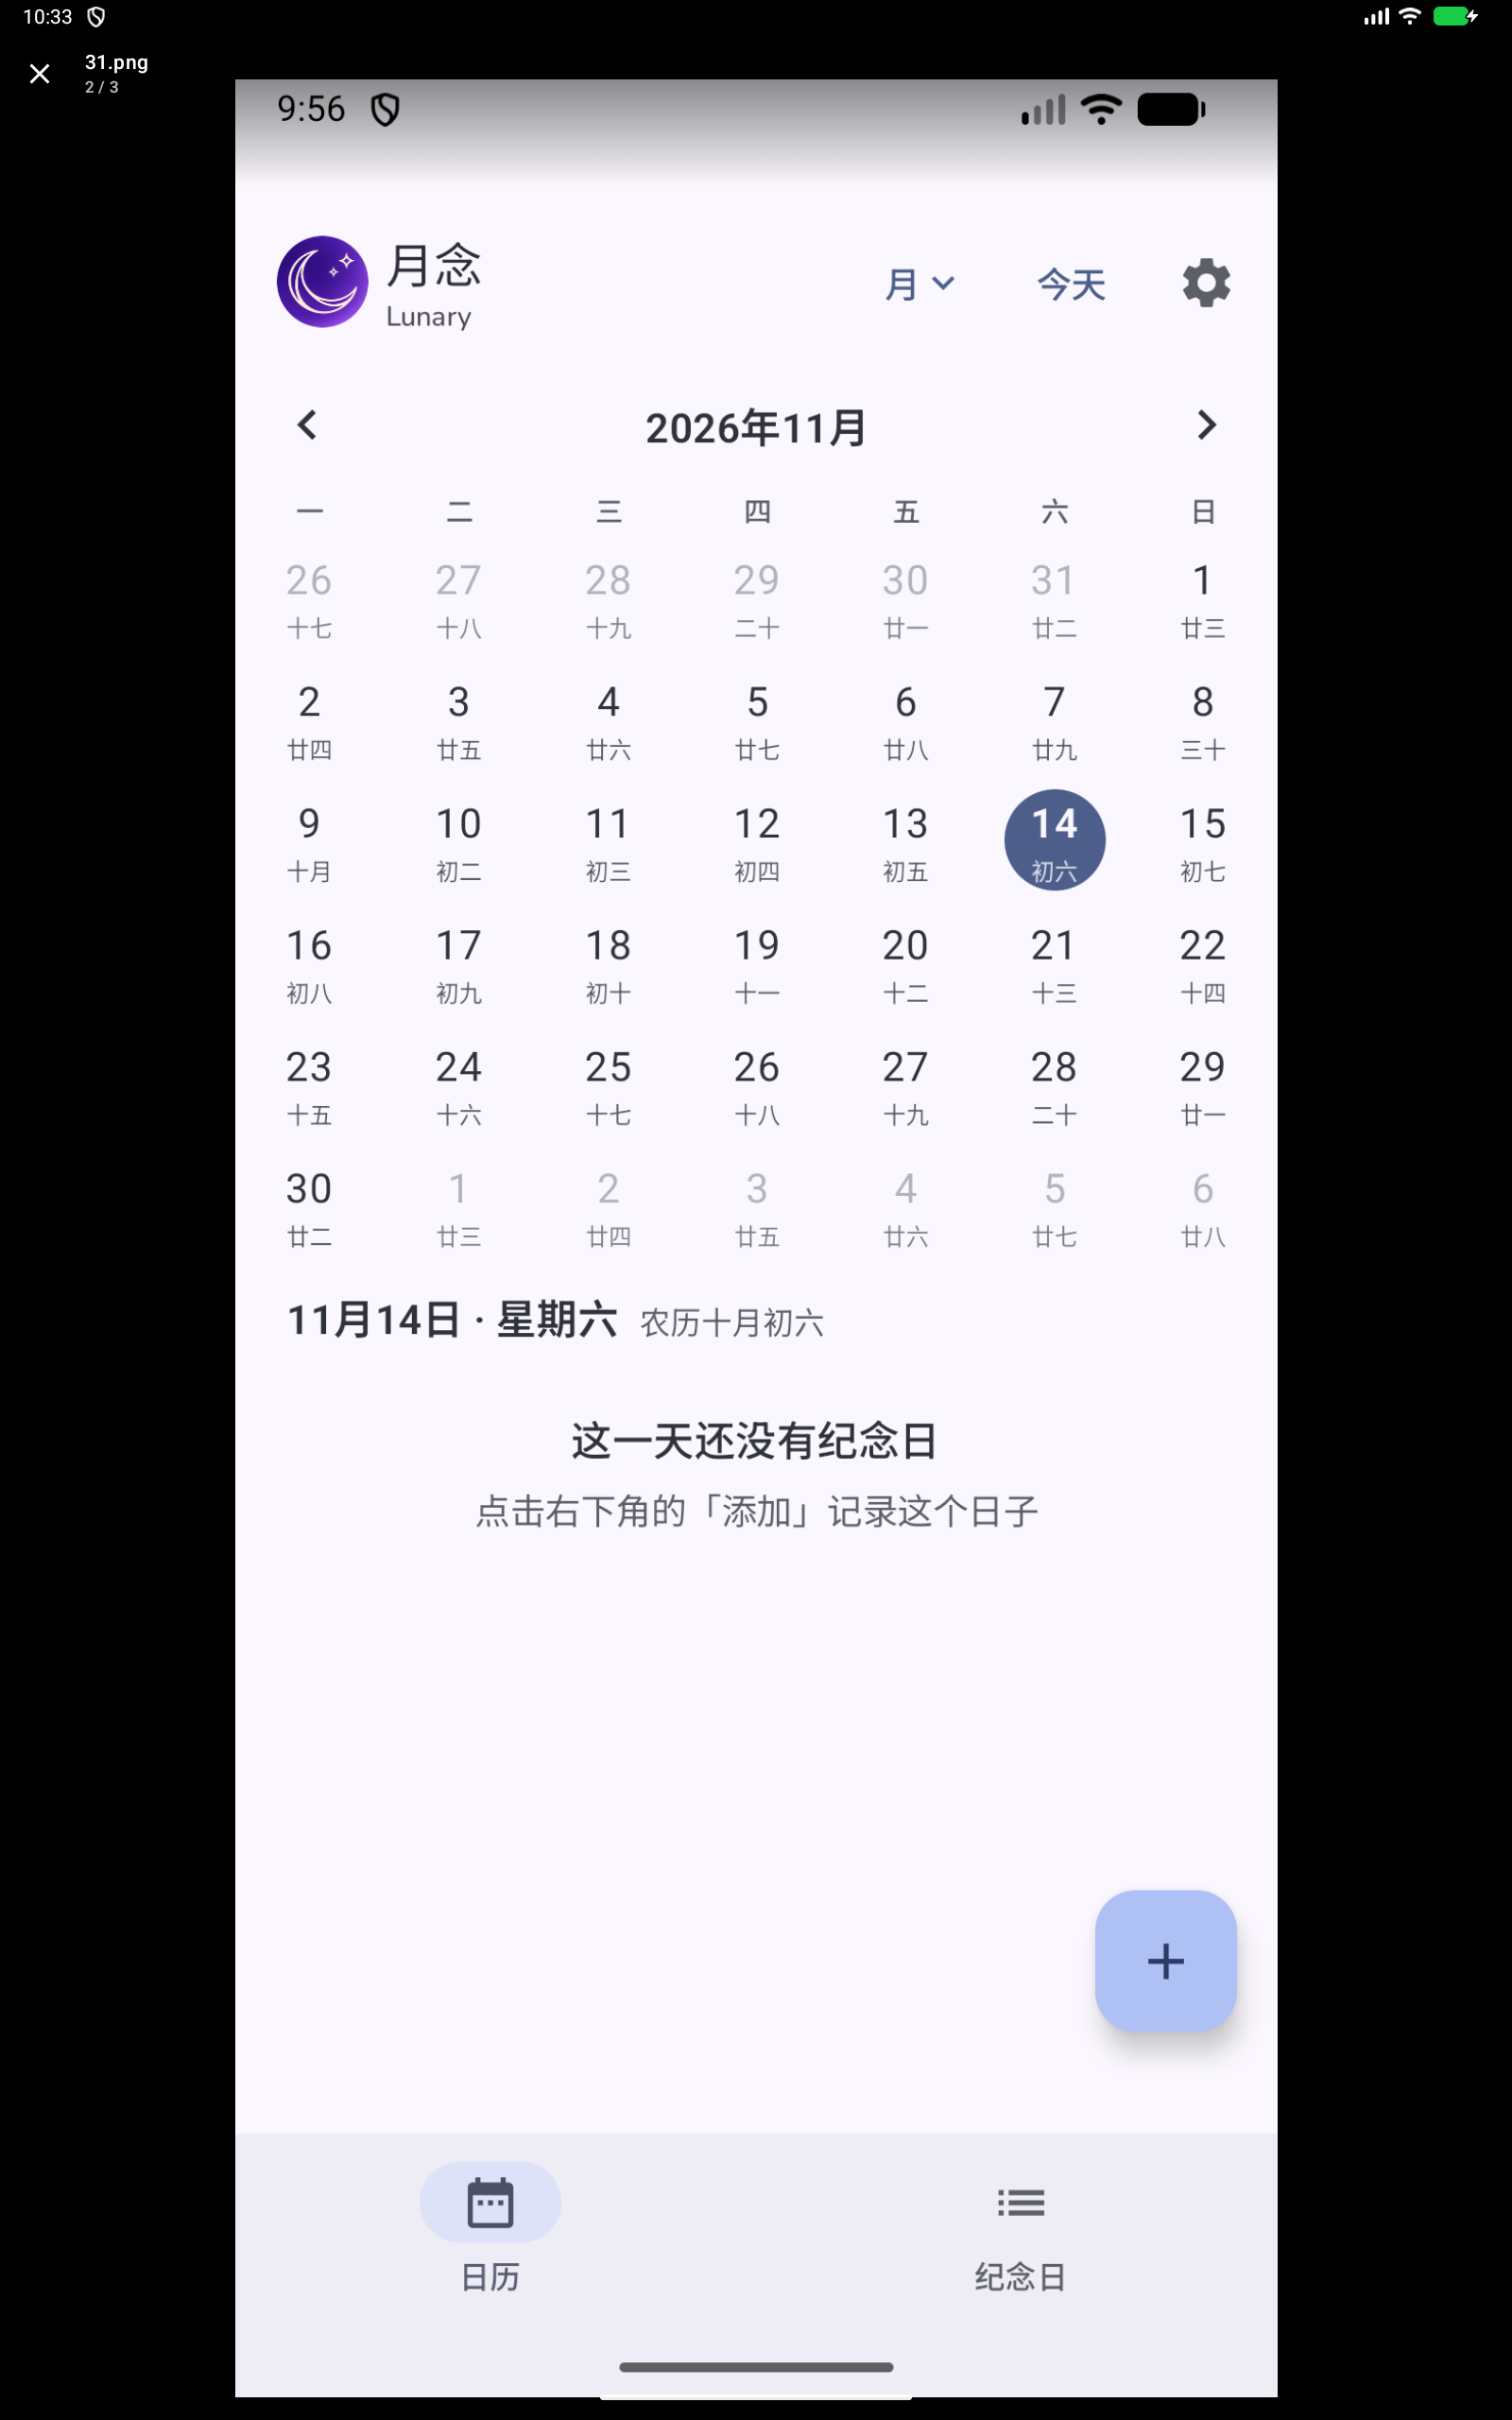 10:33
31.png
2 / 3
9:56
月念
Lunary
月 今天
2026年11月
一 二 三 四 五 六 日
26 27 28 29 30 31 1
十七 十八 十九 二十 廿一 廿二 廿三
2 3 4 5 6 7 8
廿四 廿五 廿六 廿七 廿八 廿九 三十
9 10 11 12 13 14 15
十月 初二 初三 初四 初五 初六 初七
16 17 18 19 20 21 22
初八 初九 初十 十一 十二 十三 十四
23 24 25 26 27 28 29
十五 十六 十七 十八 十九 二十 廿一
30 1 2 3 4 5 6
廿二 廿三 廿四 廿五 廿六 廿七 廿八
11月14日 · 星期六 农历十月初六
这一天还没有纪念日
点击右下角的「添加」记录这个日子
日历 纪念日